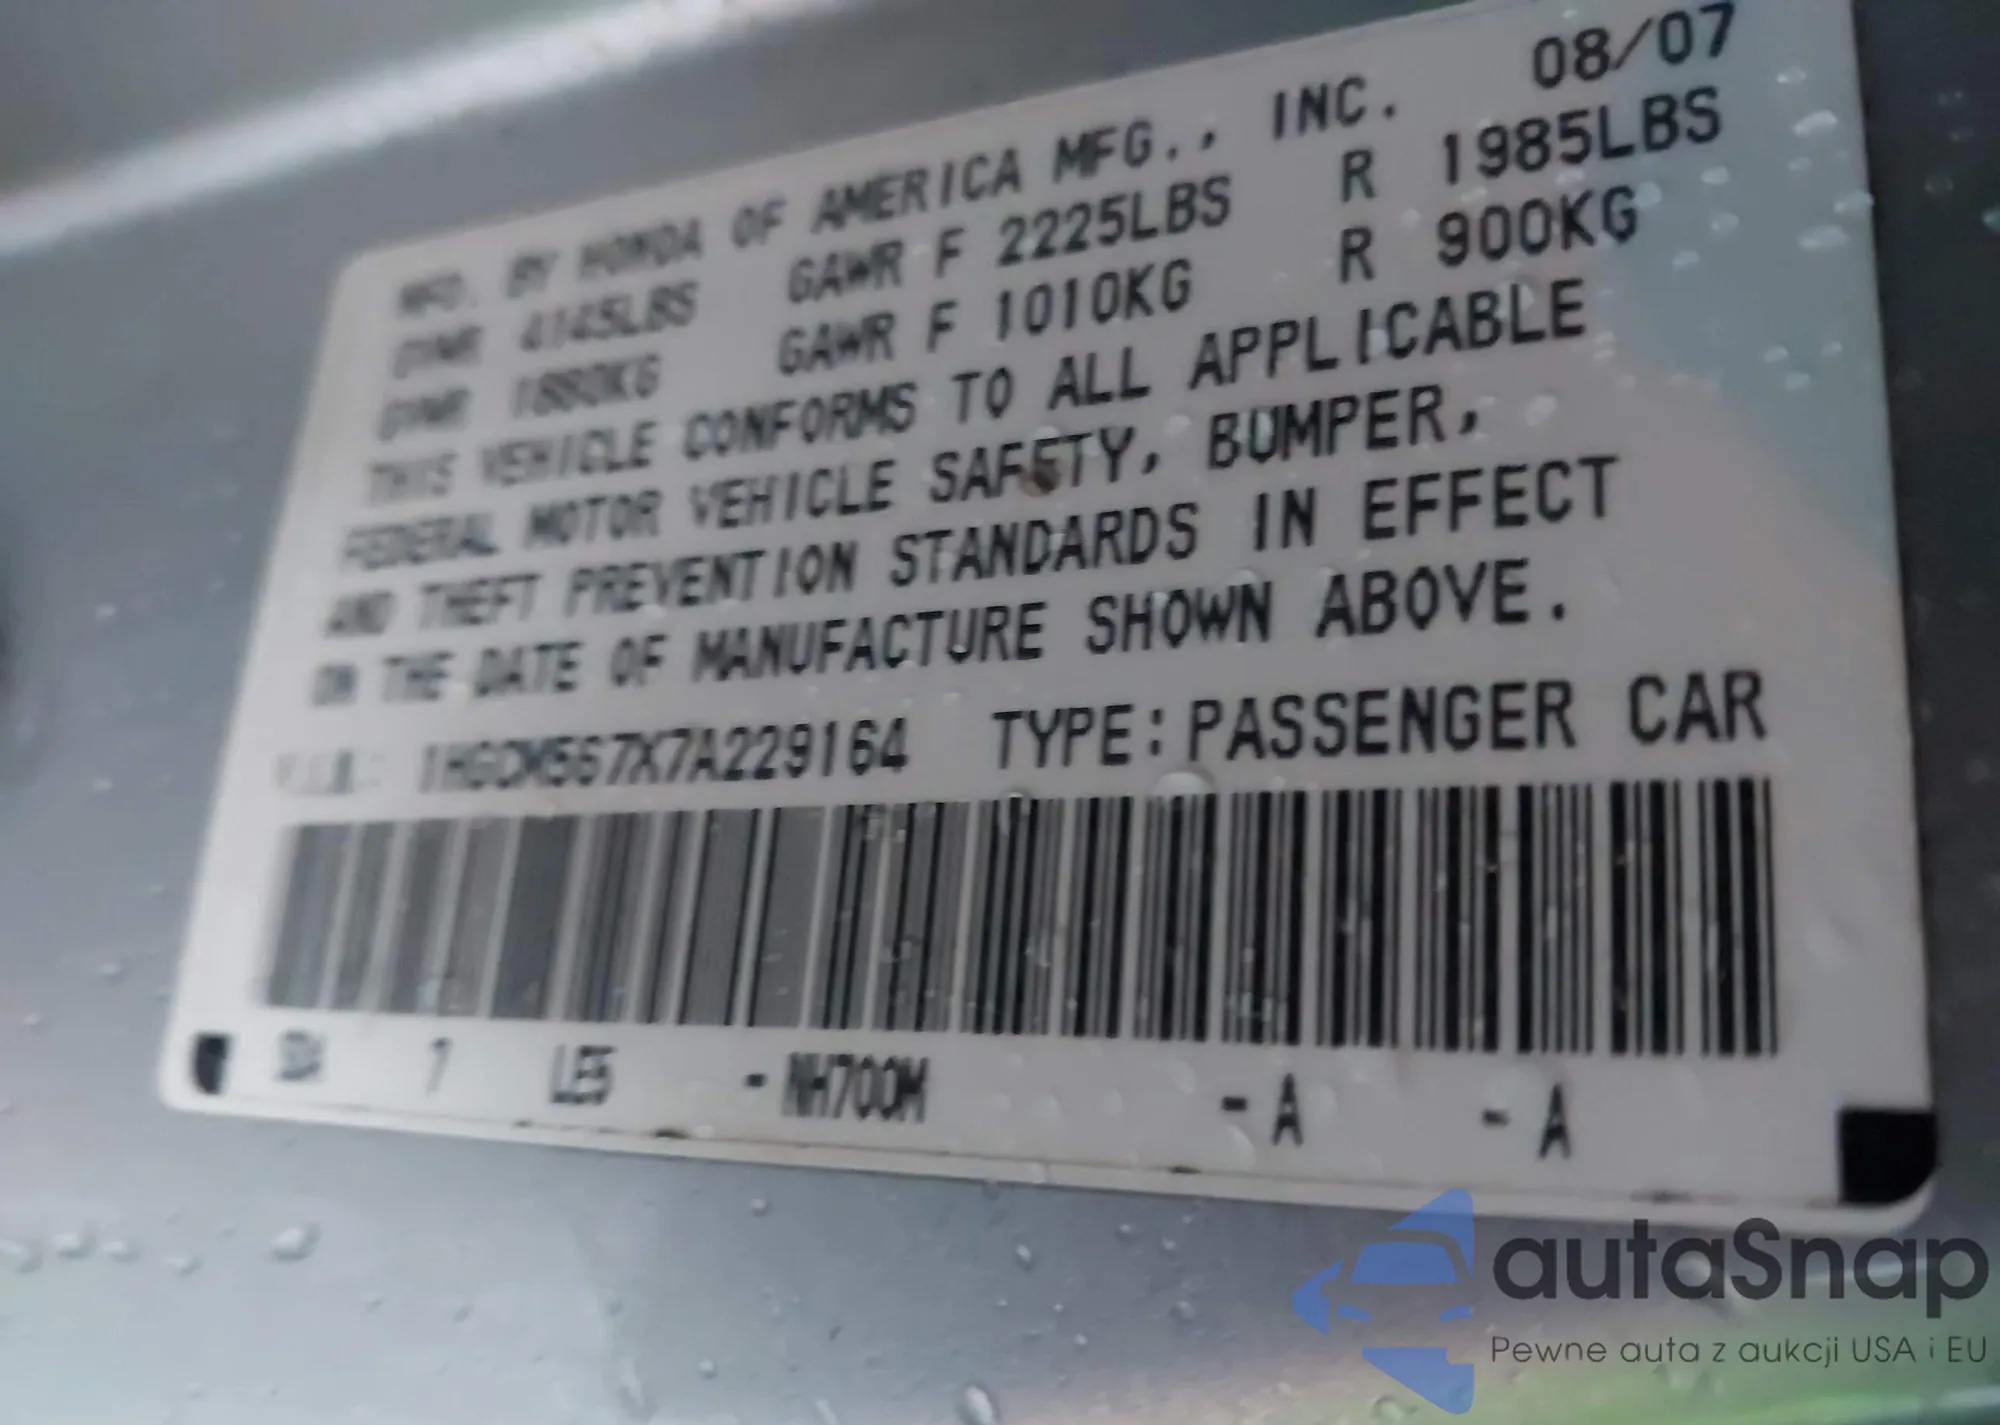 08/07
MFD. BY HONDA OF AMERICA MFG., INC.
GVWR 4145LBS GAWR F 2225LBS R 1985LBS
GVWR 1880KG GAWR F 1010KG R 900KG
THIS VEHICLE CONFORMS TO ALL APPLICABLE
FEDERAL MOTOR VEHICLE SAFETY, BUMPER,
AND THEFT PREVENTION STANDARDS IN EFFECT
ON THE DATE OF MANUFACTURE SHOWN ABOVE.
V.I.N.: 1HGCM567X7A229164 TYPE:PASSENGER CAR
SDA 7 LE5 -NH700M -A -A
autaSnap
Pewne auta z aukcji USA i EU